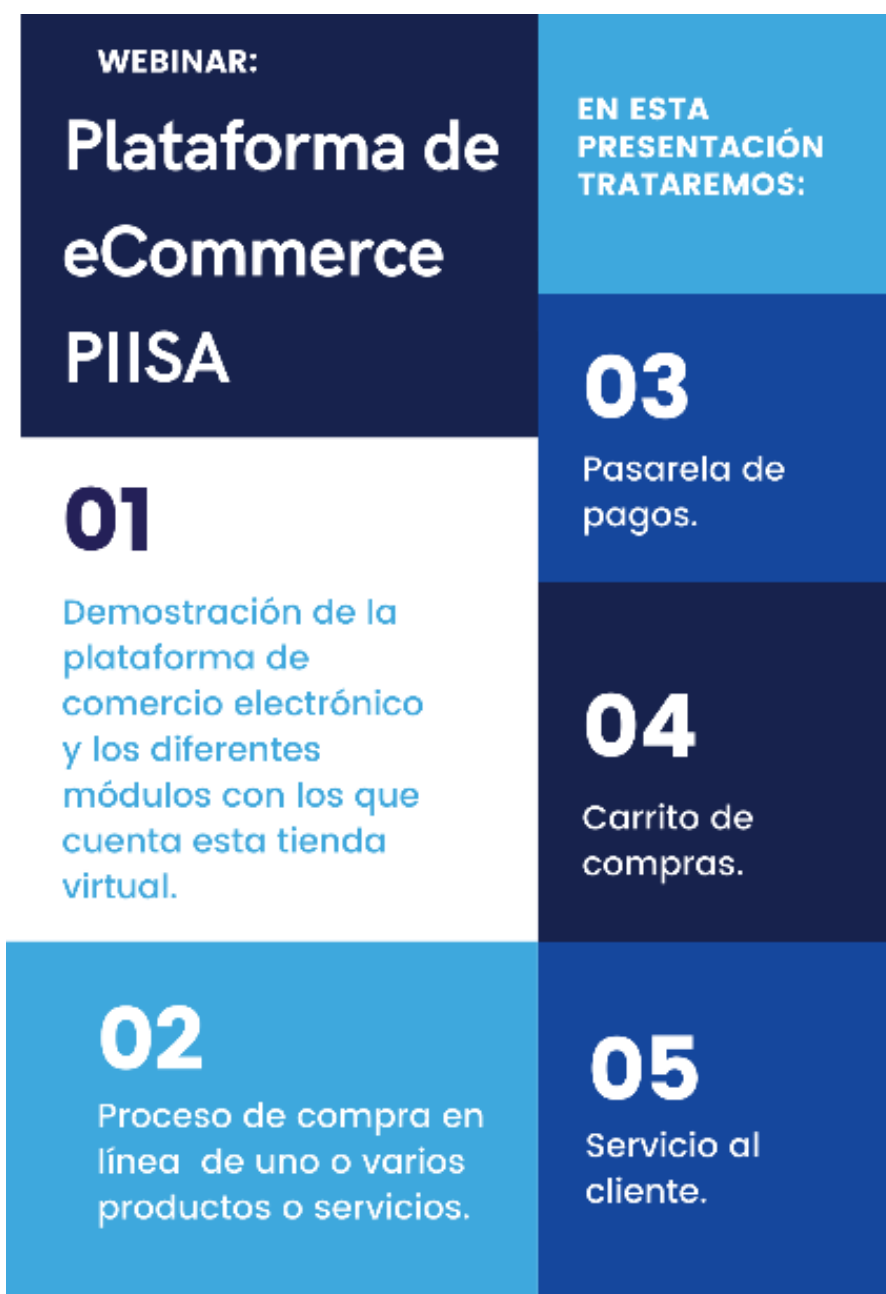 WEBINAR:
Plataforma de
eCommerce
PIISA
EN ESTA
PRESENTACIÓN
TRATAREMOS:
01
Demostración de la
plataforma de
comercio electrónico
y los diferentes
módulos con los que
cuenta esta tienda
virtual.
02
Proceso de compra en
línea  de uno o varios
productos o servicios.
03
Pasarela de
pagos.
04
Carrito de
compras.
05
Servicio al
cliente.